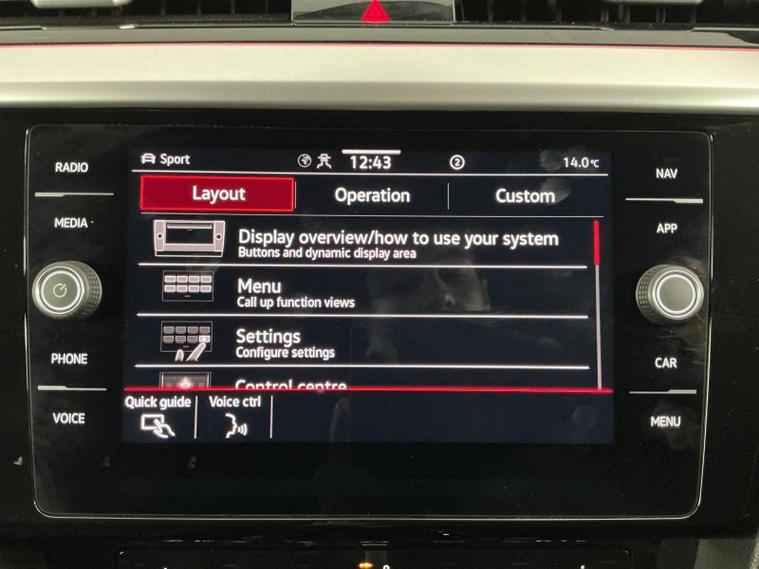 Sport 12:43 2 14.0°C
RADIO
NAV
Layout Operation Custom
MEDIA
APP
Display overview/how to use your system
Buttons and dynamic display area
Menu
Call up function views
Settings
Configure settings
PHONE
CAR
Control centre
Quick guide Voice ctrl
VOICE
MENU